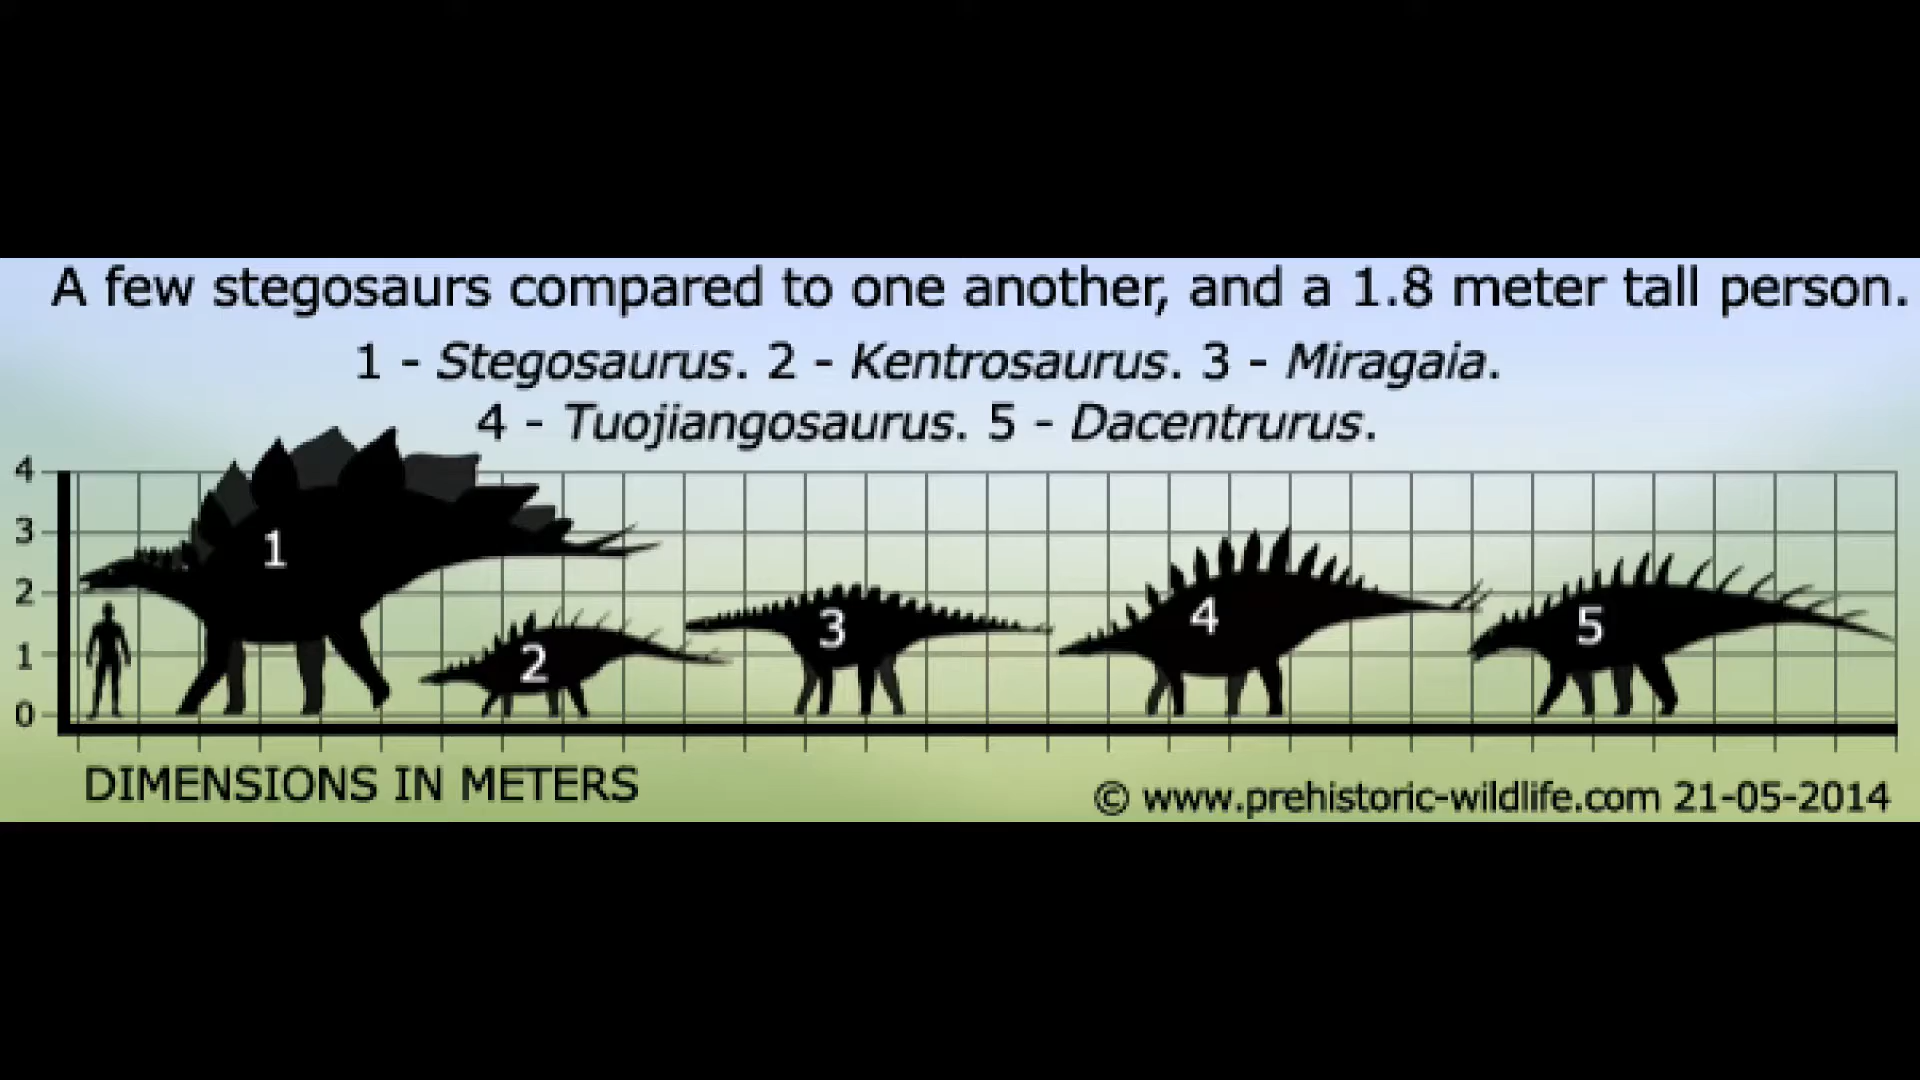 A few stegosaurs compared to one another, and a 1.8 meter tall person.
1 - Stegosaurus. 2 - Kentrosaurus. 3 - Miragaia.
4 - Tuojiangosaurus. 5 - Dacentrurus.
4
3
2
1
0
1
2
3
4
5
DIMENSIONS IN METERS
© www.prehistoric-wildlife.com 21-05-2014